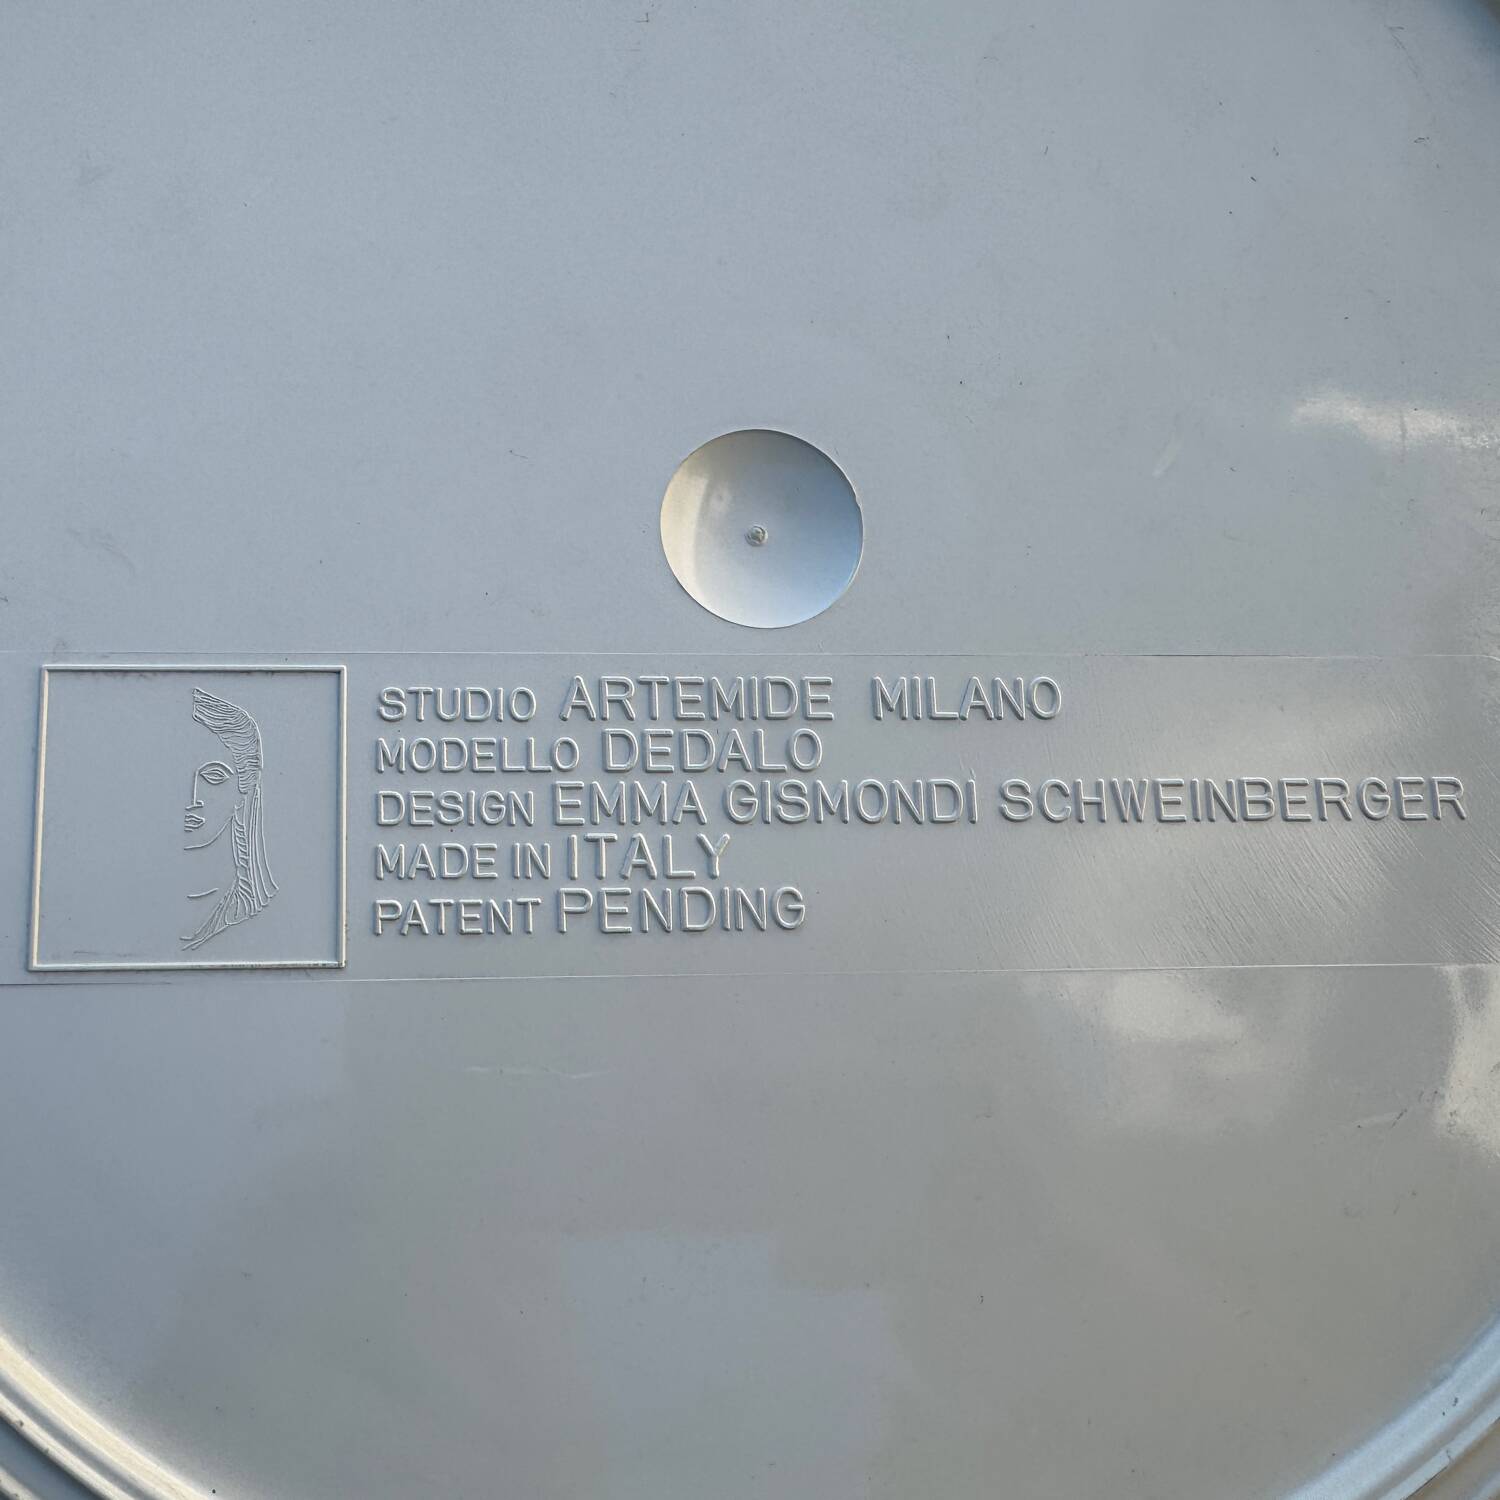 STUDIO ARTEMIDE MILANO
MODELLO DEDALO
DESIGN EMMA GISMONDI SCHWEINBERGER
MADE IN ITALY
PATENT PENDING